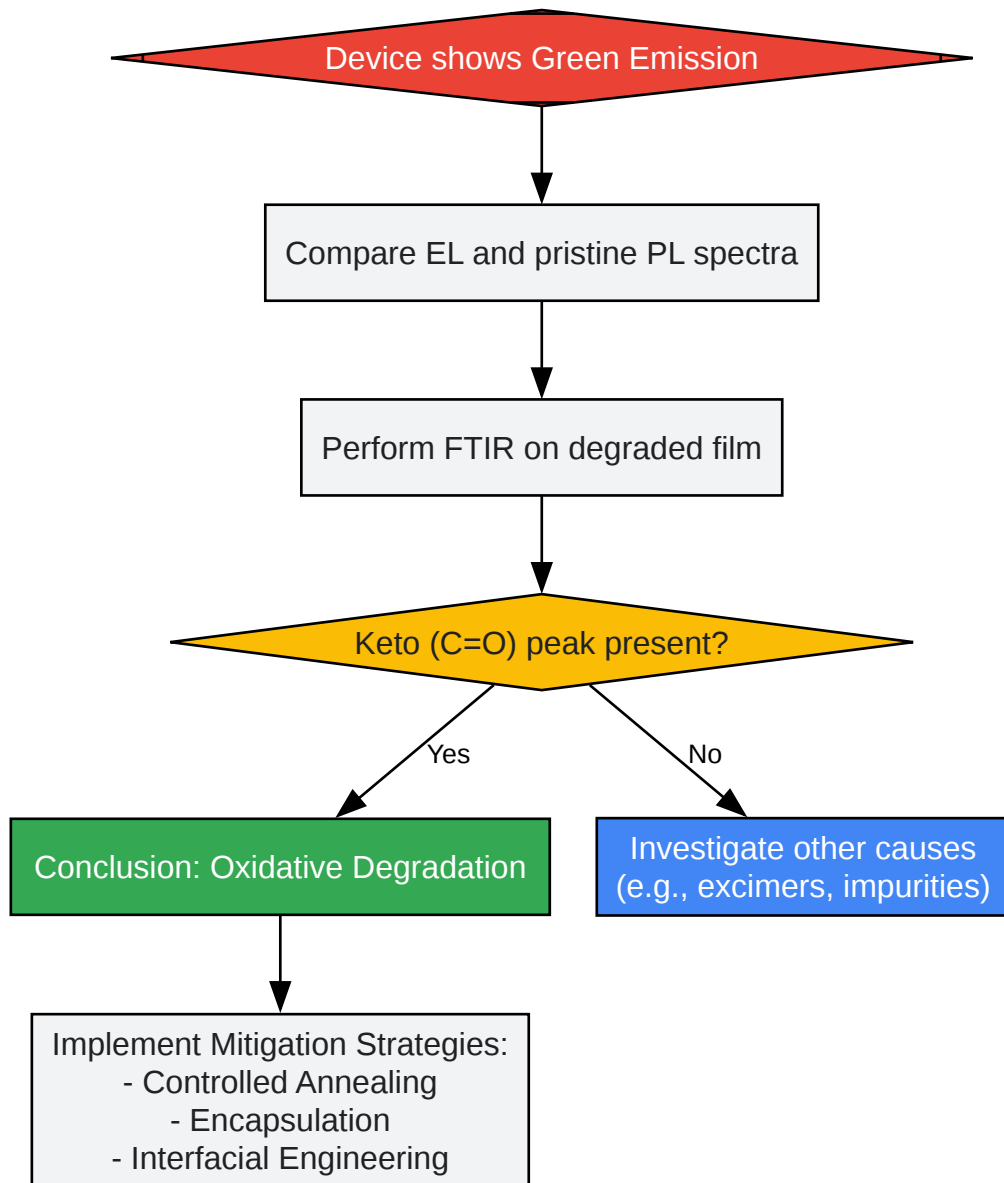 Device shows Green Emission
Compare EL and pristine PL spectra
Perform FTIR on degraded film
Keto (C=O) peak present?
Yes
No
Conclusion: Oxidative Degradation
Investigate other causes
(e.g., excimers, impurities)
Implement Mitigation Strategies:
- Controlled Annealing
- Encapsulation
- Interfacial Engineering